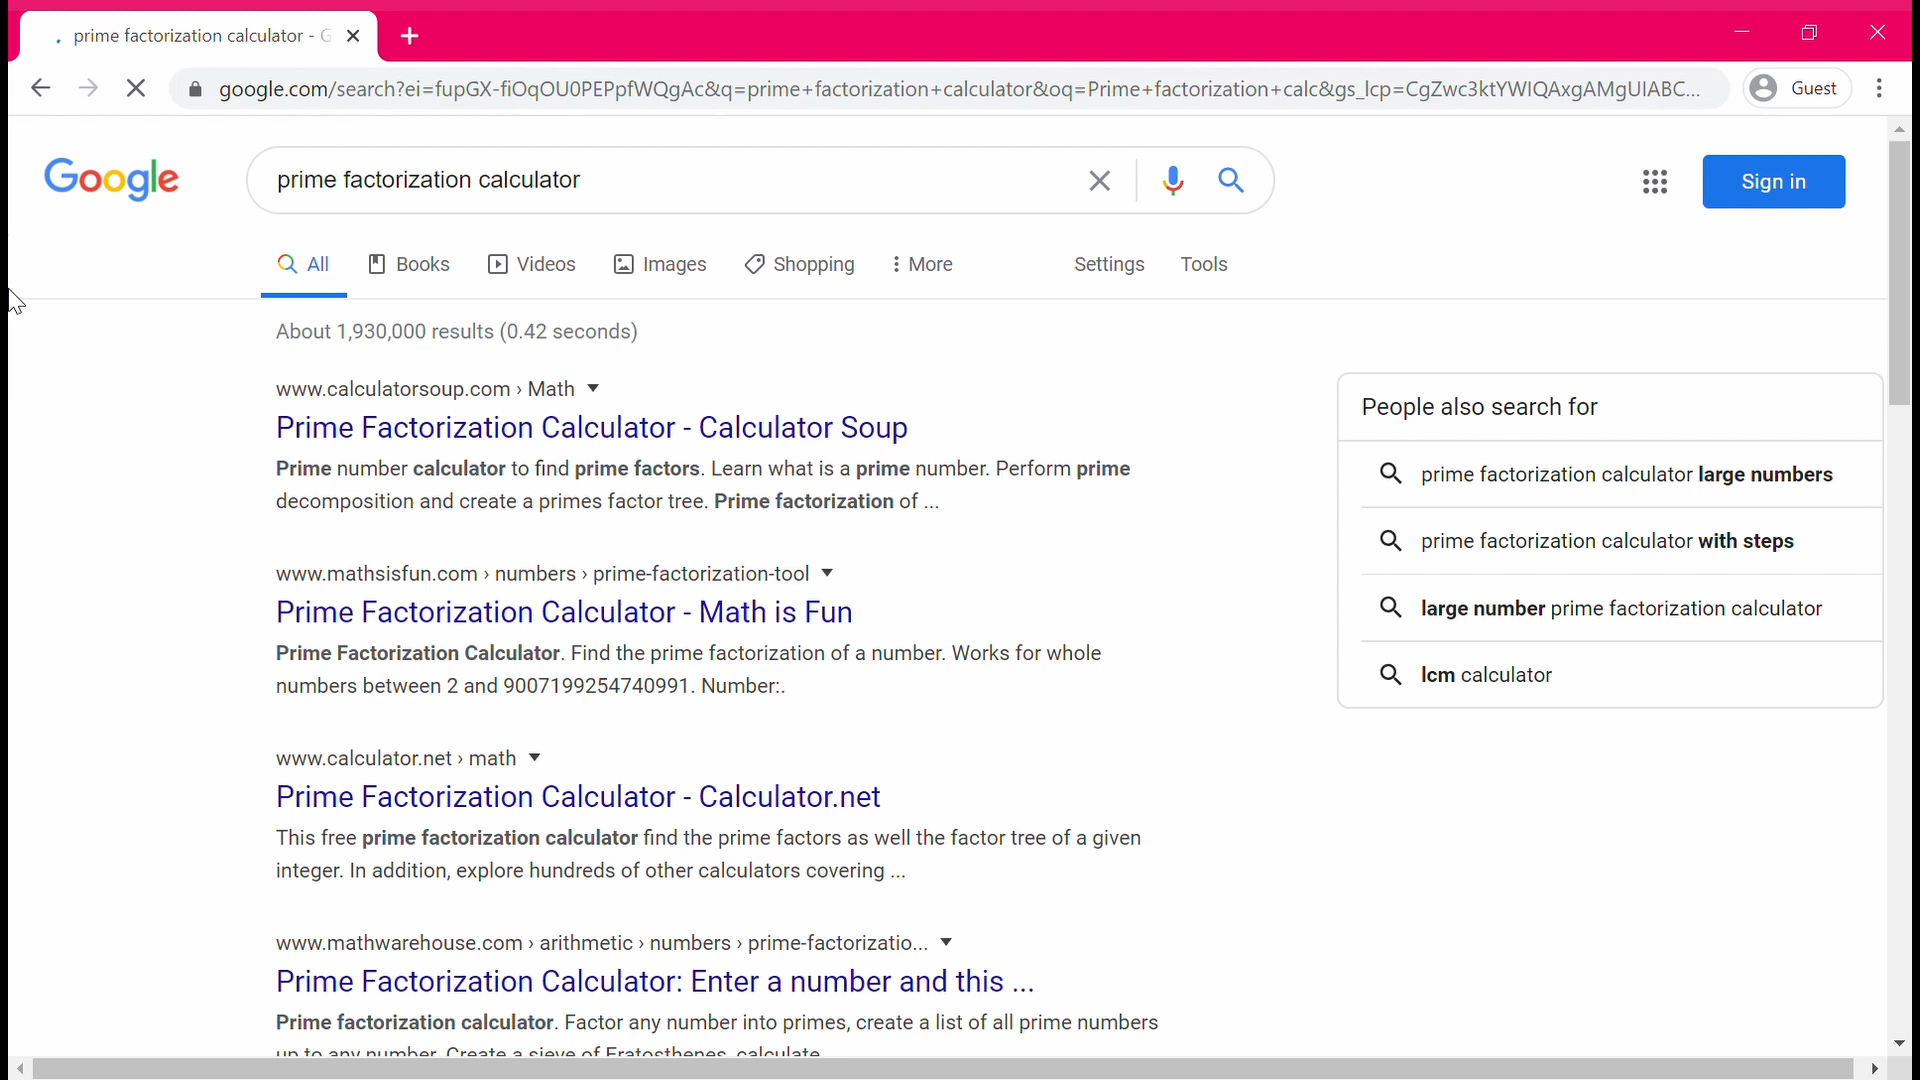 prime factorization calculator - G
google.com/search?ei=fupGX-fiOqOU0PEPpfWQgAc&q=prime+factorization+calculator&oq=Prime+factorization+calc&gs_lcp=CgZwc3ktYWIQAxgAMgUIABC...
Guest
Google
prime factorization calculator
Sign in
All
Books
Videos
Images
Shopping
More
Settings
Tools
About 1,930,000 results (0.42 seconds)
www.calculatorsoup.com › Math
Prime Factorization Calculator - Calculator Soup
Prime number calculator to find prime factors. Learn what is a prime number. Perform prime
decomposition and create a primes factor tree. Prime factorization of ...
www.mathsisfun.com › numbers › prime-factorization-tool
Prime Factorization Calculator - Math is Fun
Prime Factorization Calculator. Find the prime factorization of a number. Works for whole
numbers between 2 and 9007199254740991. Number:.
www.calculator.net › math
Prime Factorization Calculator - Calculator.net
This free prime factorization calculator find the prime factors as well the factor tree of a given
integer. In addition, explore hundreds of other calculators covering ...
www.mathwarehouse.com › arithmetic › numbers › prime-factorizatio...
Prime Factorization Calculator: Enter a number and this ...
Prime factorization calculator. Factor any number into primes, create a list of all prime numbers
up to any number. Create a sieve of Eratosthenes, calculate
People also search for
prime factorization calculator large numbers
prime factorization calculator with steps
large number prime factorization calculator
lcm calculator